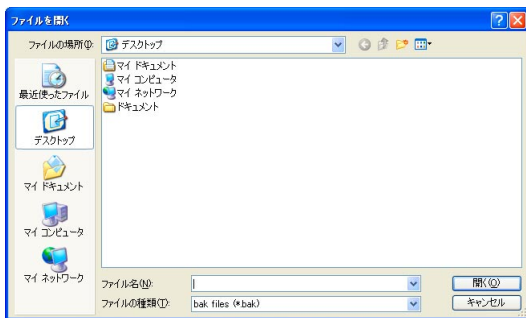 ファイルを開く
ファイルの場所(I):
デスクトップ
最近使ったファイル
デスクトップ
マイ ドキュメント
マイ コンピュータ
マイ ネットワーク
マイ ドキュメント
マイ コンピュータ
マイ ネットワーク
ドキュメント
ファイル名(N):
開く(O)
ファイルの種類(T):
bak files (*.bak)
キャンセル